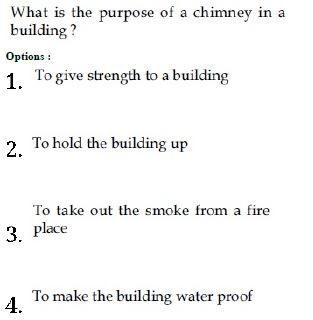 What is the purpose of a chimney in a
building ?
Options :
1. To give strength to a building
2. To hold the building up
To take out the smoke from a fire
3. place
4. To make the building water proof